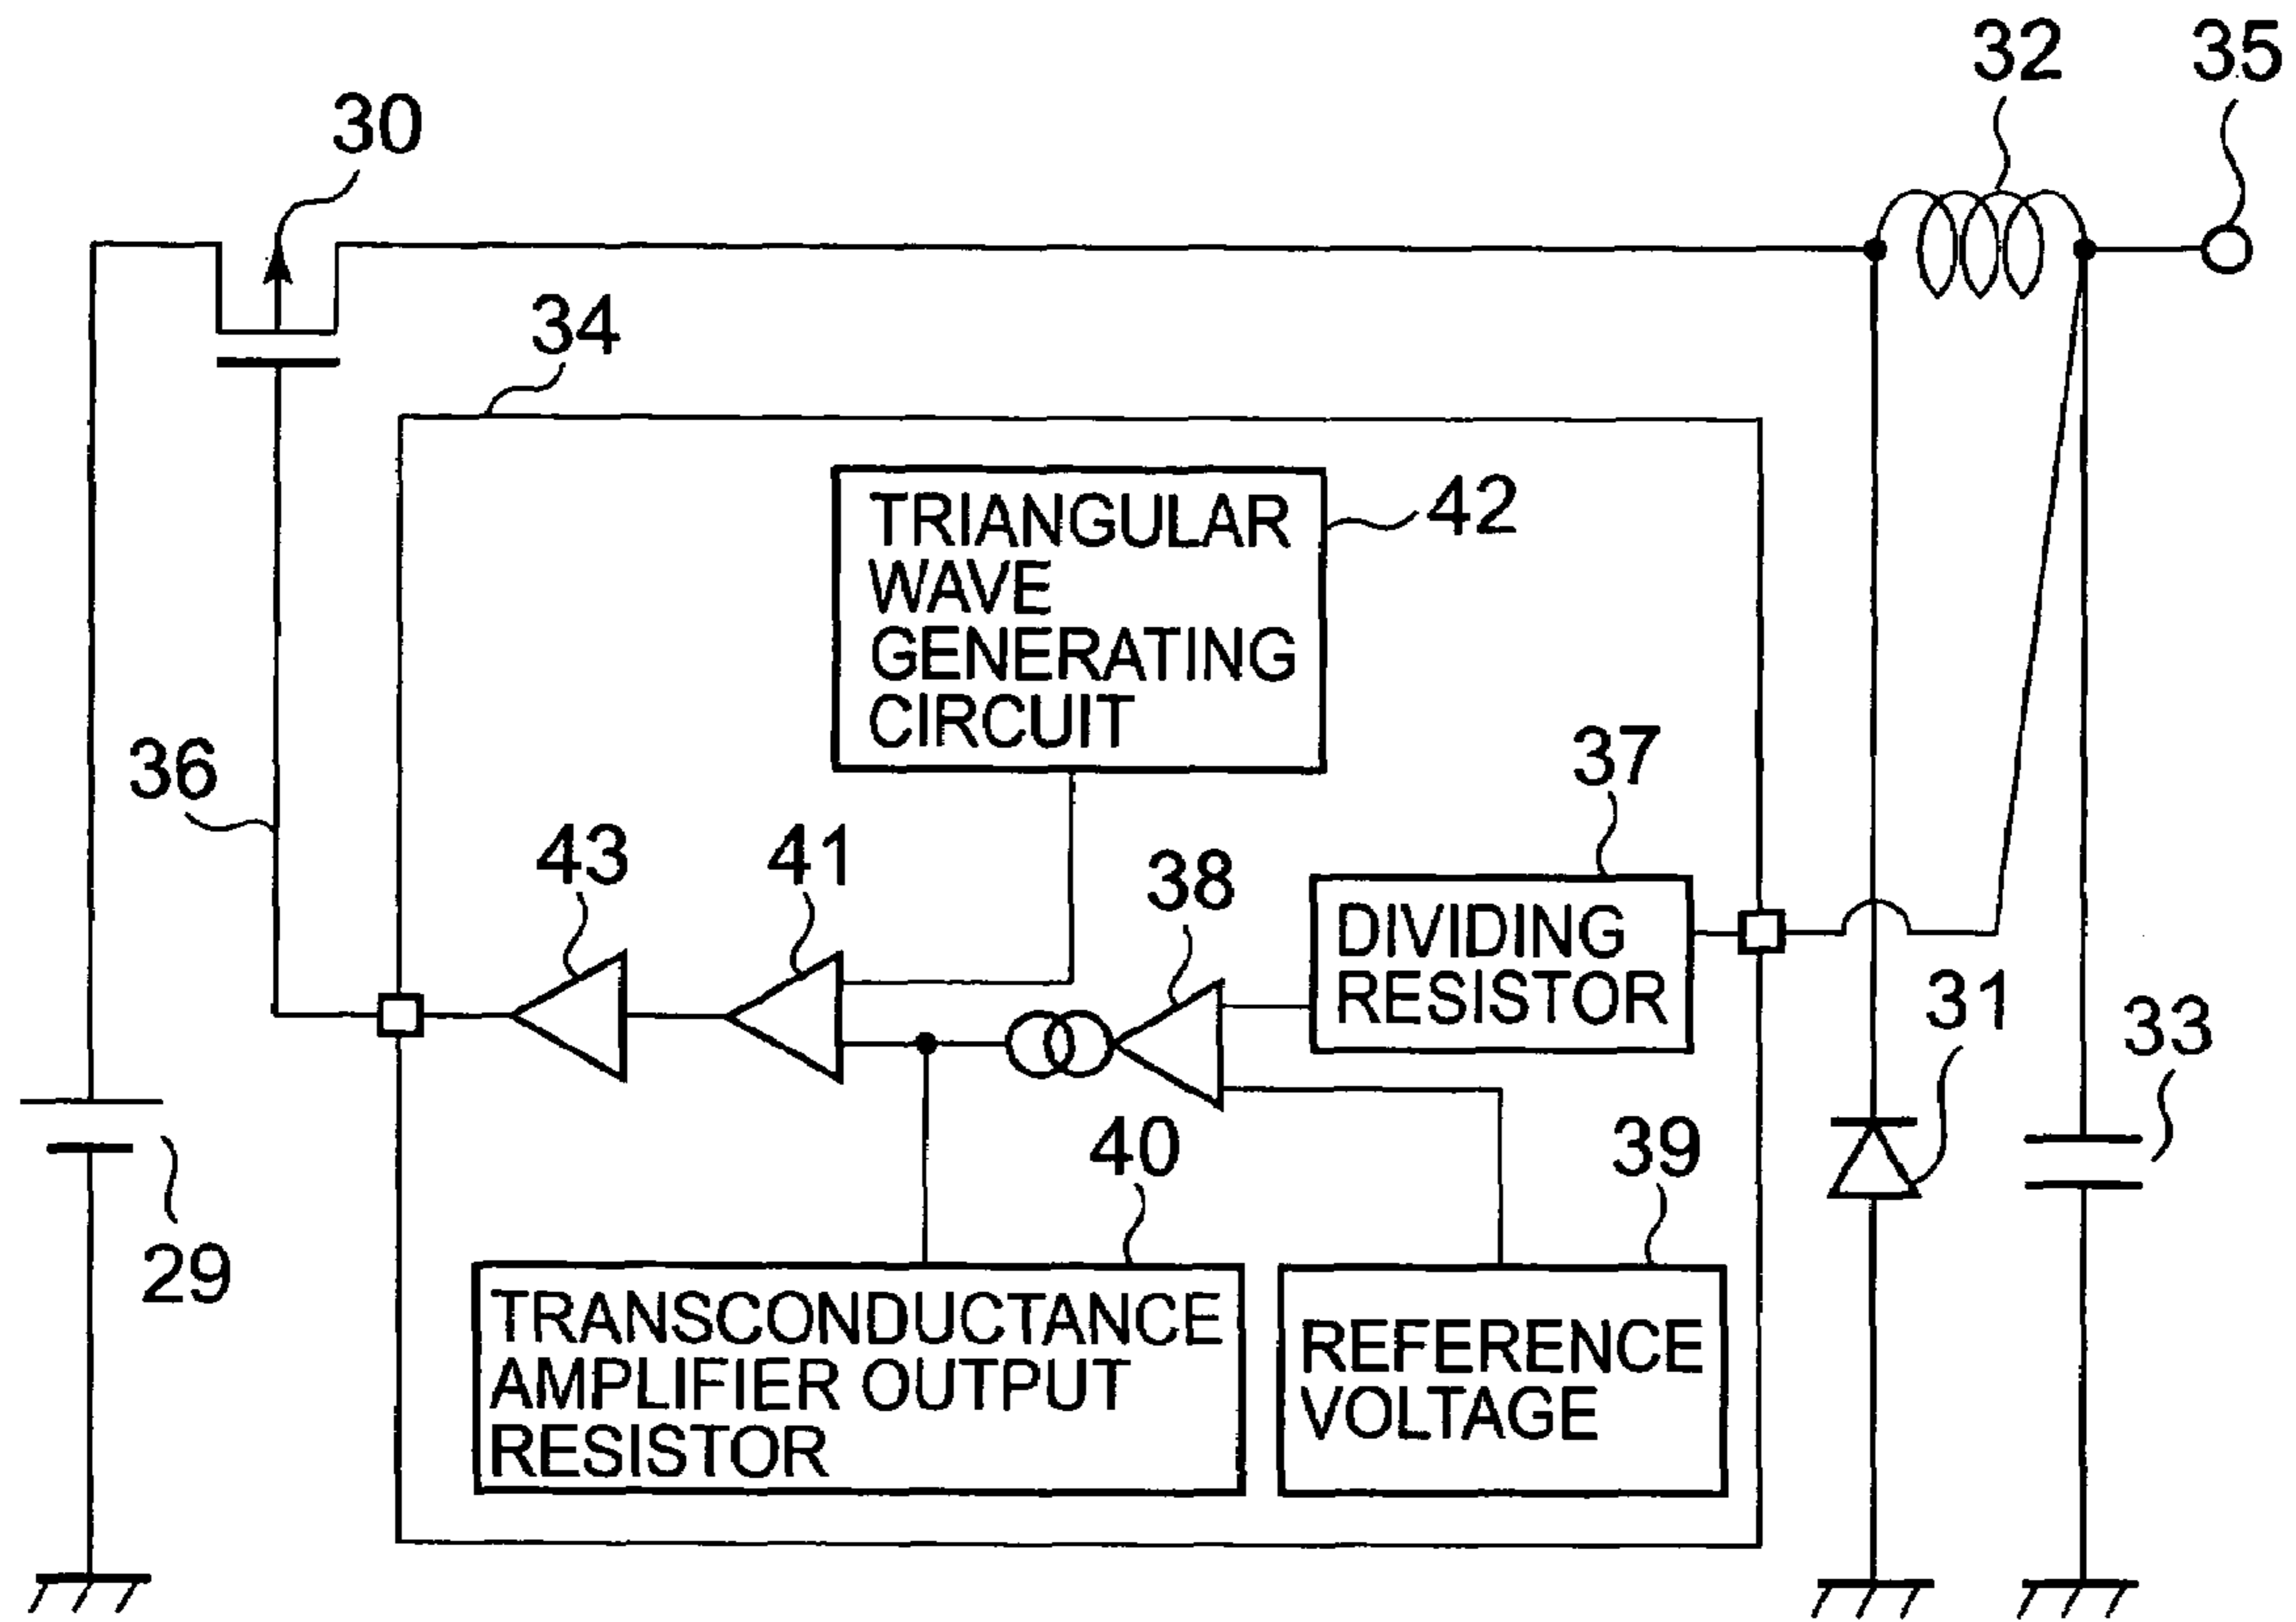 32
35
30
34
TRIANGULAR
WAVE
GENERATING
CIRCUIT
42
36
37
43
41
38
DIVIDING
RESISTOR
31
33
40
39
29
TRANSCONDUCTANCE
AMPLIFIER OUTPUT
RESISTOR
REFERENCE
VOLTAGE